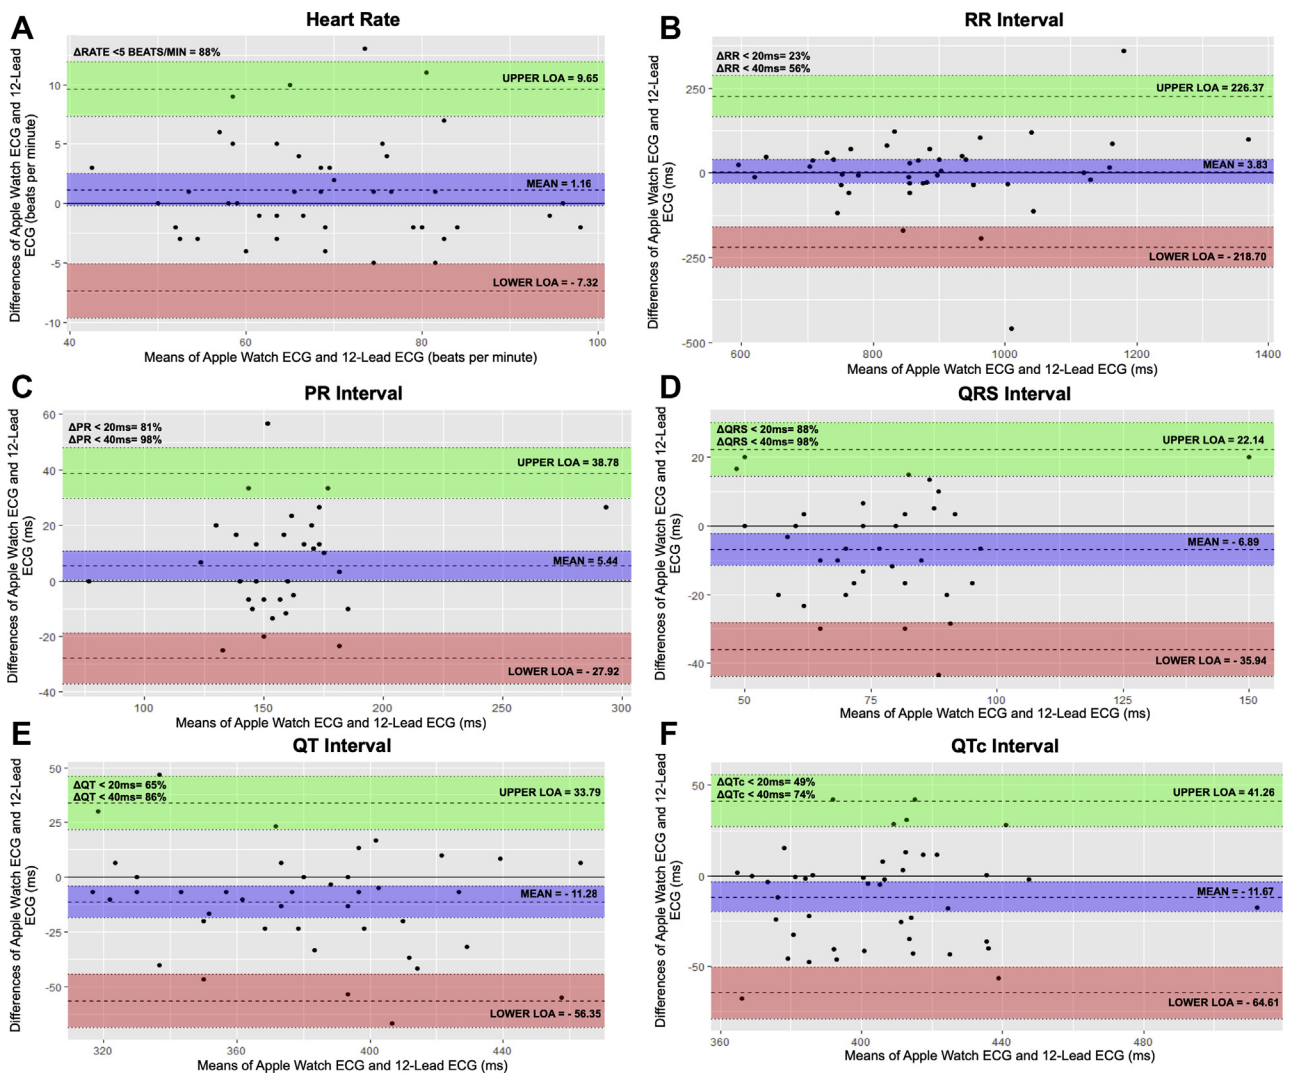 A
Heart Rate
ΔRATE <5 BEATS/MIN = 88%
UPPER LOA = 9.65
MEAN = 1.16
LOWER LOA = - 7.32
10
5
0
-5
-10
40
60
80
100
Differences of Apple Watch ECG and 12-Lead
ECG (beats per minute)
Means of Apple Watch ECG and 12-Lead ECG (beats per minute)
B
RR Interval
ΔRR < 20ms= 23%
ΔRR < 40ms= 56%
UPPER LOA = 226.37
MEAN = 3.83
LOWER LOA = - 218.70
250
0
-250
-500
600
800
1000
1200
1400
Differences of Apple Watch ECG and 12-Lead
ECG (ms)
Means of Apple Watch ECG and 12-Lead ECG (ms)
C
PR Interval
ΔPR < 20ms= 81%
ΔPR < 40ms= 98%
UPPER LOA = 38.78
MEAN = 5.44
LOWER LOA = - 27.92
60
40
20
0
-20
-40
100
150
200
250
300
Differences of Apple Watch ECG and 12-Lead
ECG (ms)
Means of Apple Watch ECG and 12-Lead ECG (ms)
D
QRS Interval
ΔQRS < 20ms= 88%
ΔQRS < 40ms= 98%
UPPER LOA = 22.14
MEAN = - 6.89
LOWER LOA = - 35.94
20
0
-20
-40
50
75
100
125
150
Differences of Apple Watch ECG and 12-Lead
ECG (ms)
Means of Apple Watch ECG and 12-Lead ECG (ms)
E
QT Interval
ΔQT < 20ms= 65%
ΔQT < 40ms= 86%
UPPER LOA = 33.79
MEAN = - 11.28
LOWER LOA = - 56.35
50
25
0
-25
-50
320
360
400
440
Differences of Apple Watch ECG and 12-Lead
ECG (ms)
Means of Apple Watch ECG and 12-Lead ECG (ms)
F
QTc Interval
ΔQTc < 20ms= 49%
ΔQTc < 40ms= 74%
UPPER LOA = 41.26
MEAN = - 11.67
LOWER LOA = - 64.61
50
0
-50
360
400
440
480
Differences of Apple Watch ECG and 12-Lead
ECG (ms)
Means of Apple Watch ECG and 12-Lead ECG (ms)